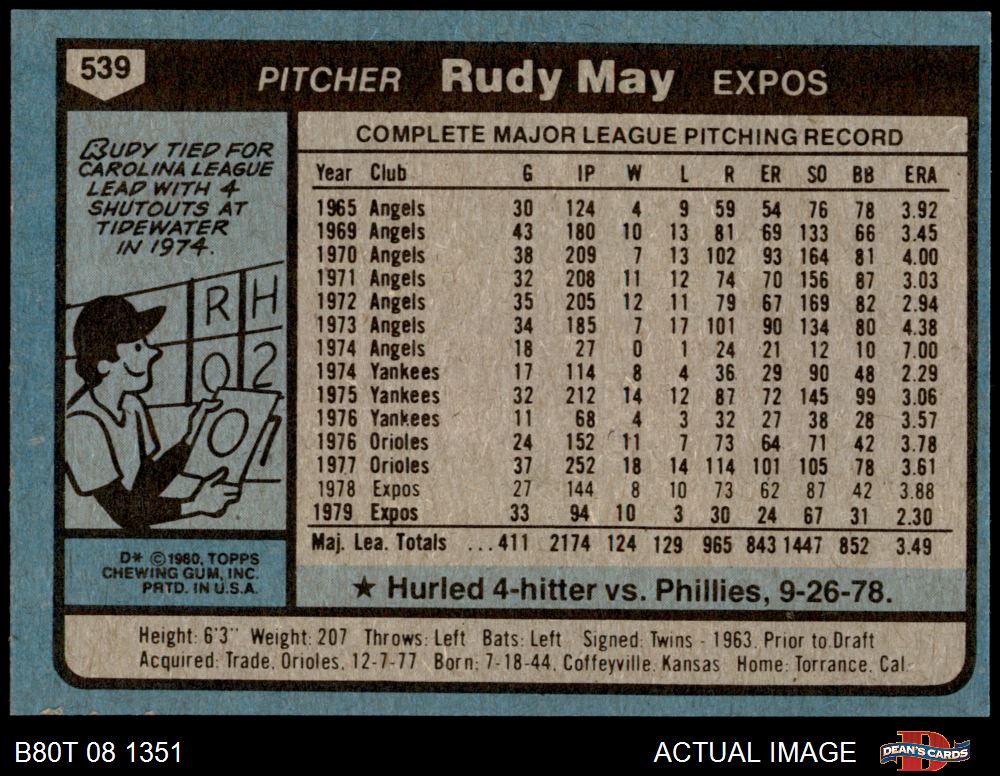 539
PITCHER Rudy May EXPOS
RUDY TIED FOR
CAROLINA LEAGUE
LEAD WITH 4
SHUTOUTS AT
TIDEWATER
IN 1974.
R H
0 2
0 1
D* © 1980, TOPPS
CHEWING GUM, INC.
PRTD. IN U.S.A.
COMPLETE MAJOR LEAGUE PITCHING RECORD
Year Club G IP W L R ER SO BB ERA
1965 Angels 30 124 4 9 59 54 76 78 3.92
1969 Angels 43 180 10 13 81 69 133 66 3.45
1970 Angels 38 209 7 13 102 93 164 81 4.00
1971 Angels 32 208 11 12 74 70 156 87 3.03
1972 Angels 35 205 12 11 79 67 169 82 2.94
1973 Angels 34 185 7 17 101 90 134 80 4.38
1974 Angels 18 27 0 1 24 21 12 10 7.00
1974 Yankees 17 114 8 4 36 29 90 48 2.29
1975 Yankees 32 212 14 12 87 72 145 99 3.06
1976 Yankees 11 68 4 3 32 27 38 28 3.57
1976 Orioles 24 152 11 7 73 64 71 42 3.78
1977 Orioles 37 252 18 14 114 101 105 78 3.61
1978 Expos 27 144 8 10 73 62 87 42 3.88
1979 Expos 33 94 10 3 30 24 67 31 2.30
Maj. Lea. Totals ...411 2174 124 129 965 843 1447 852 3.49
★ Hurled 4-hitter vs. Phillies, 9-26-78.
Height: 6'3" Weight: 207 Throws: Left Bats: Left Signed: Twins - 1963, Prior to Draft
Acquired: Trade, Orioles, 12-7-77 Born: 7-18-44, Coffeyville, Kansas Home: Torrance, Cal.
B80T 08 1351
ACTUAL IMAGE
D
DEAN'S CARDS